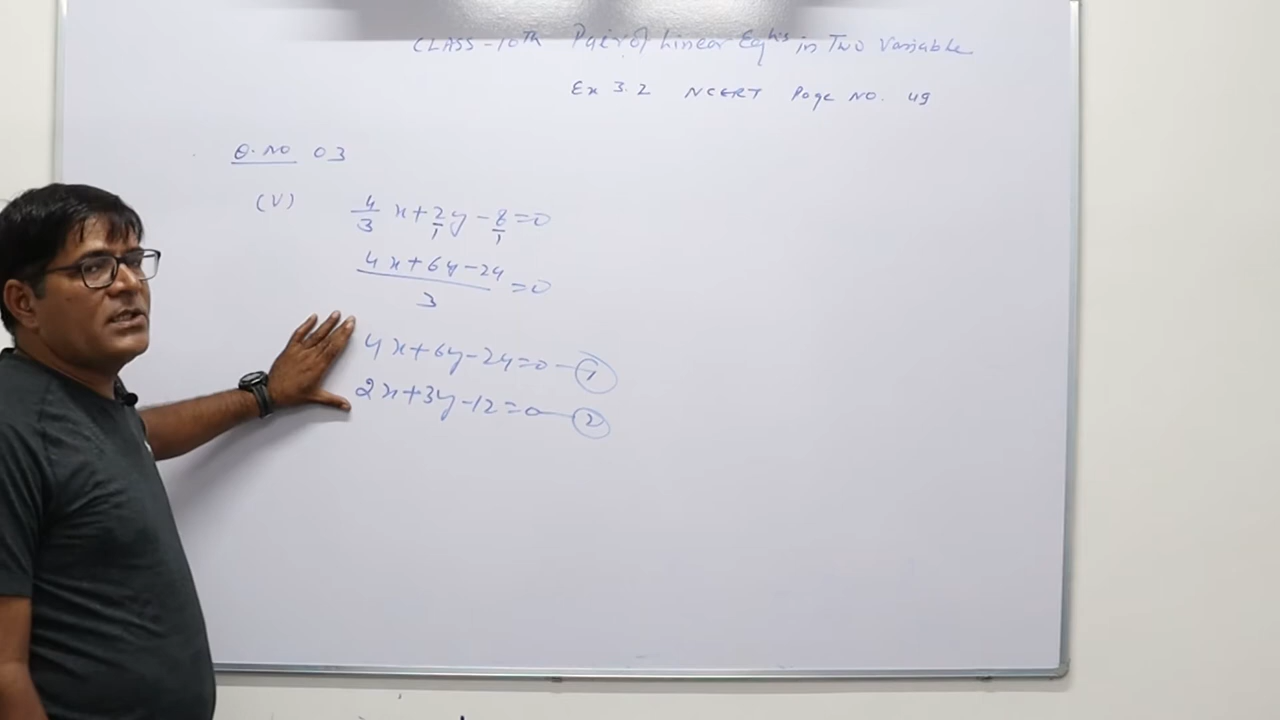 CLASS-10th Pair of Linear Eqn's in Two Variable
Ex 3.2 NCERT Page NO. 49
Q.NO 03
(V) 4/3 x + 2/1 y - 8/1 = 0
(4x+6y-24)/3 = 0
4x+6y-24=0 — ①
2x+3y-12=0 — ②